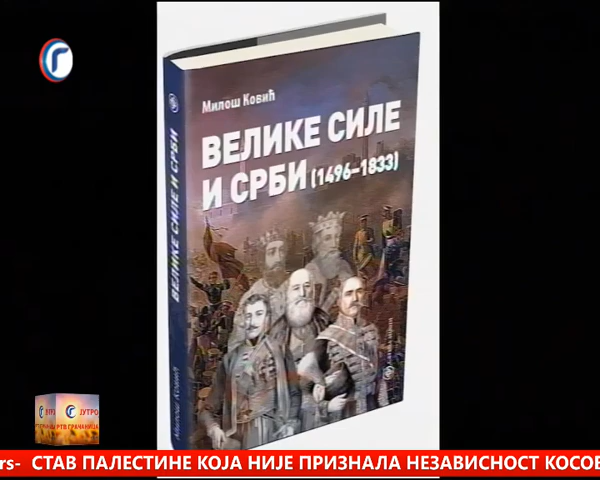 Милош Ковић
ВЕЛИКЕ СИЛЕ
И СРБИ (1496–1833)
ВЕЛИКЕ СИЛЕ И СРБИ
Милош Ковић
ЈУТРО
РТВ ГРАЧАНИЦА
rs- СТАВ ПАЛЕСТИНЕ КОЈА НИЈЕ ПРИЗНАЛА НЕЗАВИСНОСТ КОСОВ